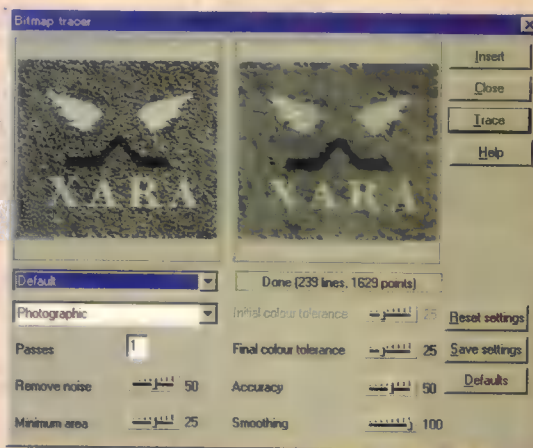 Bitmap tracer
Insert
Close
Trace
Help
XARA
XARA
Default
Done (239 lines, 1629 points)
Photographic
Initial colour tolerance 25
Reset settings
Passes 1
Final colour tolerance 25
Save settings
Remove noise 50
Accuracy 50
Defaults
Minimum area 25
Smoothing 100